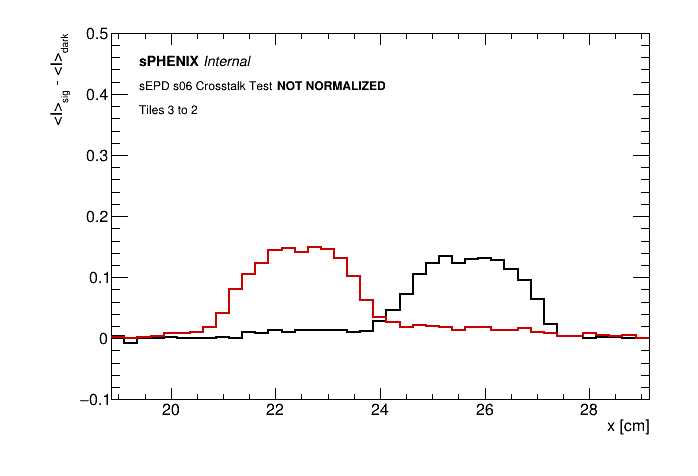 <I>sig - <I>dark
0.5
sPHENIX Internal
sEPD s06 Crosstalk Test NOT NORMALIZED
0.4
Tiles 3 to 2
0.3
0.2
0.1
0
−0.1
20 22 24 26 28
x [cm]